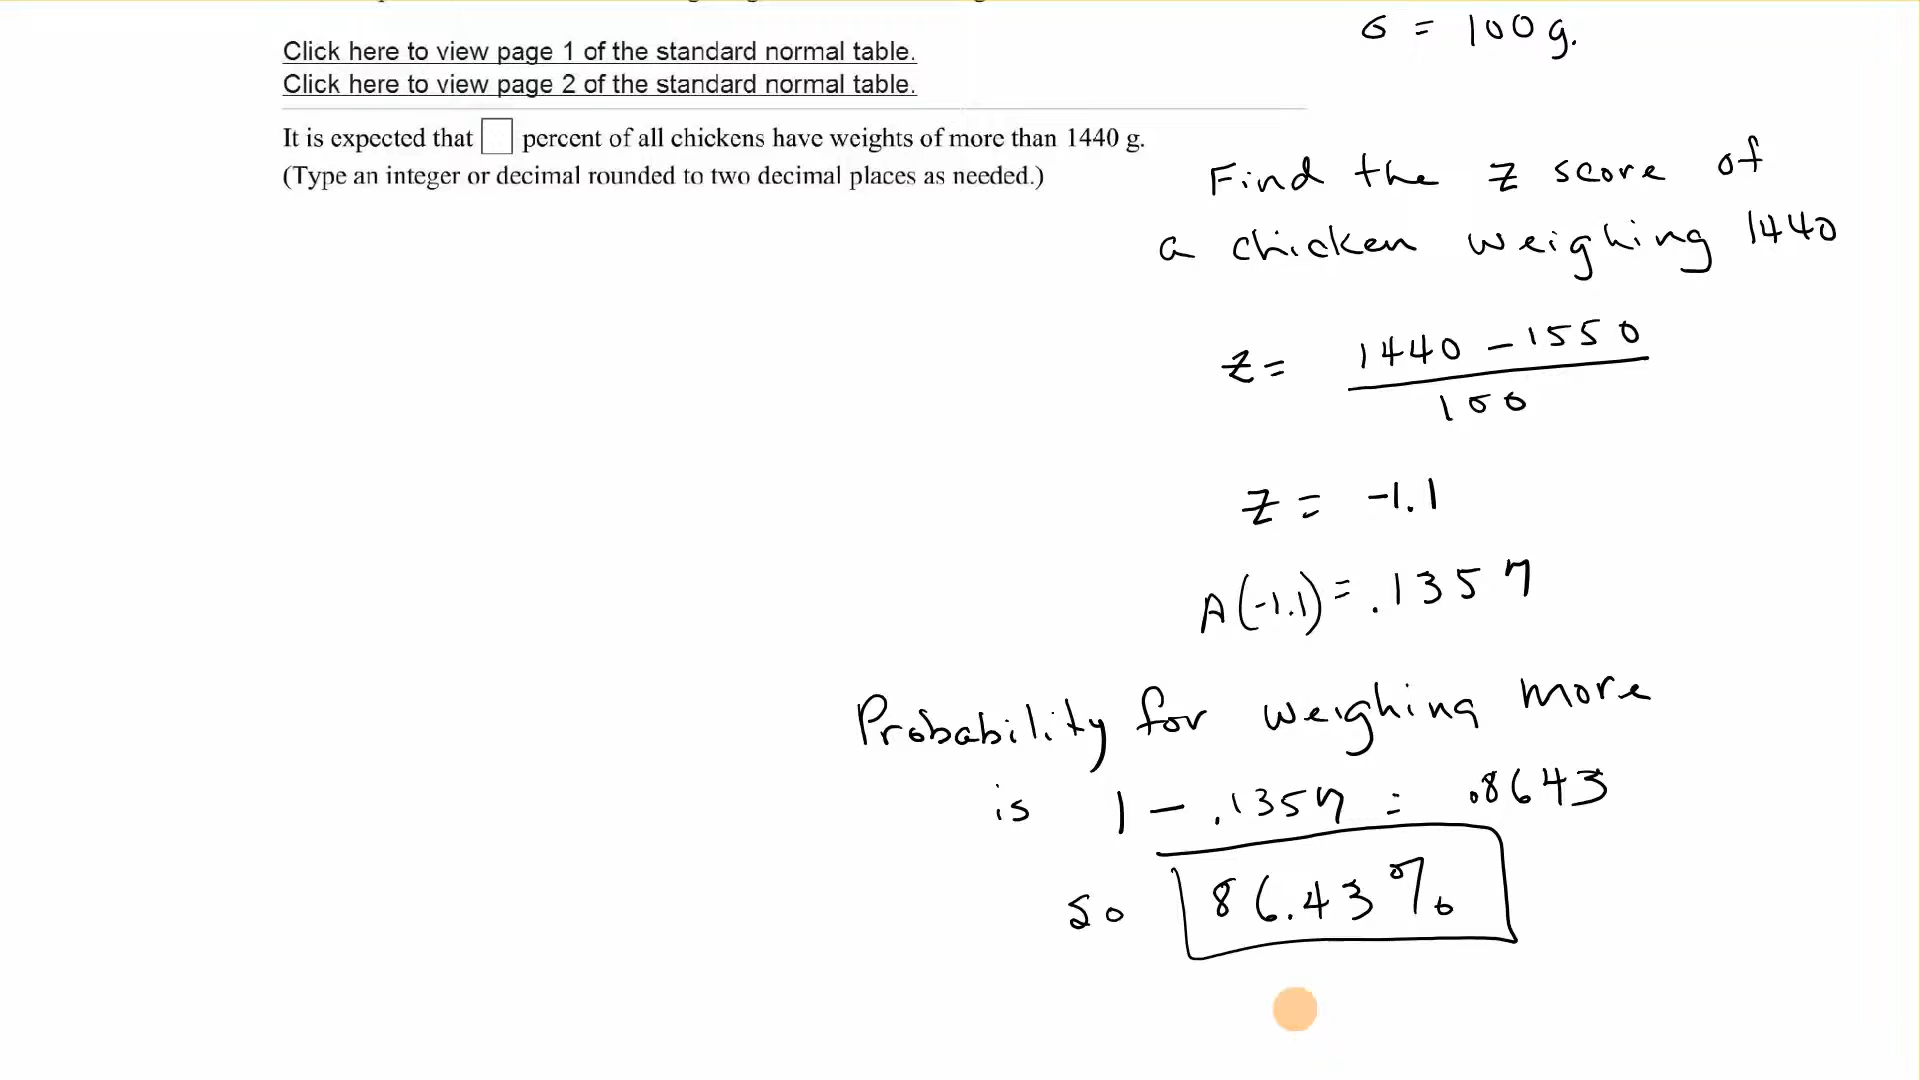 Click here to view page 1 of the standard normal table.
Click here to view page 2 of the standard normal table.
It is expected that percent of all chickens have weights of more than 1440 g.
(Type an integer or decimal rounded to two decimal places as needed.)
σ = 100 g.
Find the z score of
a chicken weighing 1440
z = 1440 - 1550
100
z = -1.1
A(-1.1) = .1357
Probability for weighing more
is 1 - .1357 = .8643
so 86.43%